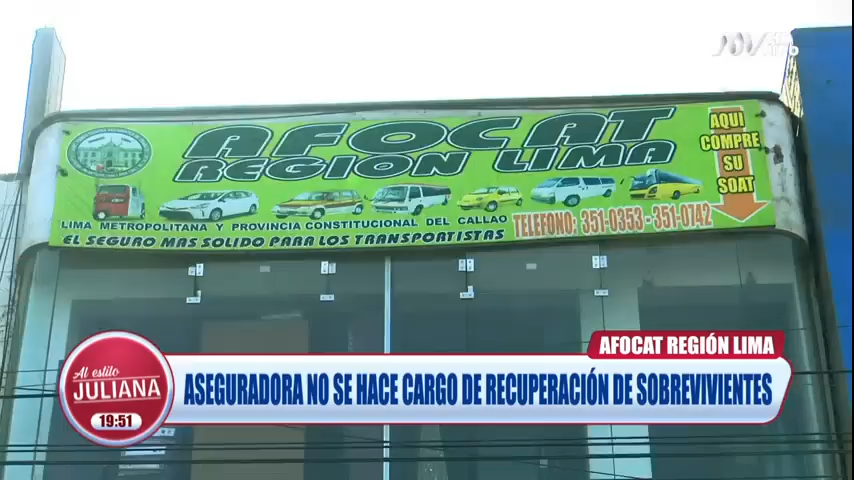 AFOCAT
REGION LIMA
AQUI
COMPRE
SU
SOAT
LIMA METROPOLITANA Y PROVINCIA CONSTITUCIONAL DEL CALLAO
TELEFONO: 351-0353 - 351-0742
EL SEGURO MAS SOLIDO PARA LOS TRANSPORTISTAS
AFOCAT REGIÓN LIMA
Al estilo
JULIANA
19:51
ASEGURADORA NO SE HACE CARGO DE RECUPERACIÓN DE SOBREVIVIENTES